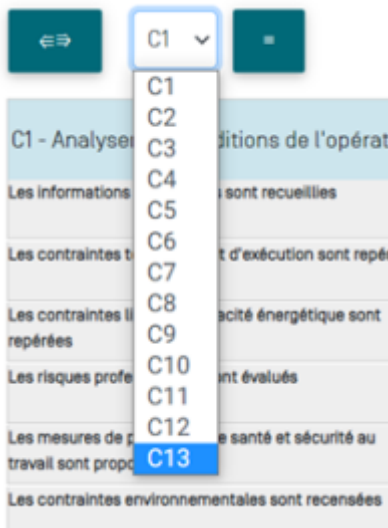 ⇐⇒ C1 =
C1
C2
C3
C4
C5
C6
C7
C8
C9
C10
C11
C12
C13
C1 - Analyser ditions de l'opérat
Les informations sont recueillies
Les contraintes t t d'exécution sont repé
Les contraintes li acité énergétique sont
repérées
Les risques profe nt évalués
Les mesures de p e santé et sécurité au
travail sont propo
Les contraintes environnementales sont recensées